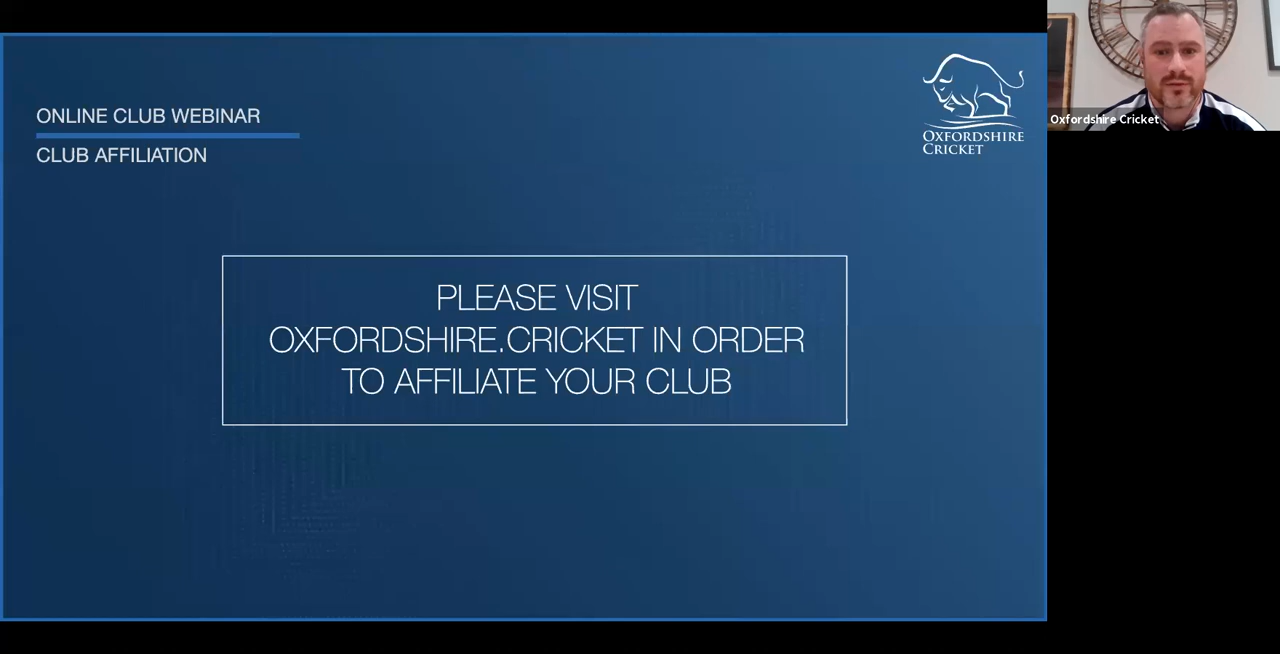 ONLINE CLUB WEBINAR
CLUB AFFILIATION
OXFORDSHIRE
CRICKET
Oxfordshire Cricket
PLEASE VISIT
OXFORDSHIRE.CRICKET IN ORDER
TO AFFILIATE YOUR CLUB